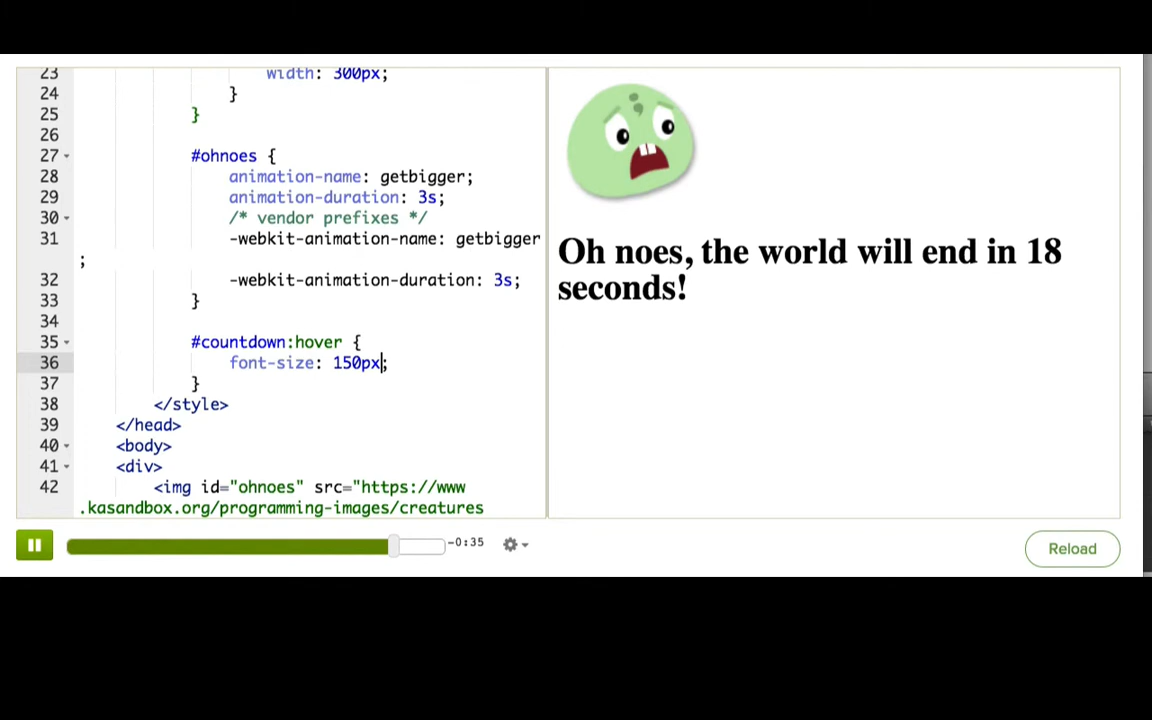 23 width: 300px;
24 }
25 }
26
27 #ohnoes {
28 animation-name: getbigger;
29 animation-duration: 3s;
30 /* vendor prefixes */
31 -webkit-animation-name: getbigger
;
32 -webkit-animation-duration: 3s;
33 }
34
35 #countdown:hover {
36 font-size: 150px;
37 }
38 </style>
39 </head>
40 <body>
41 <div>
42 <img id="ohnoes" src="https://www
.kasandbox.org/programming-images/creatures
Oh noes, the world will end in 18
seconds!
-0:35
Reload